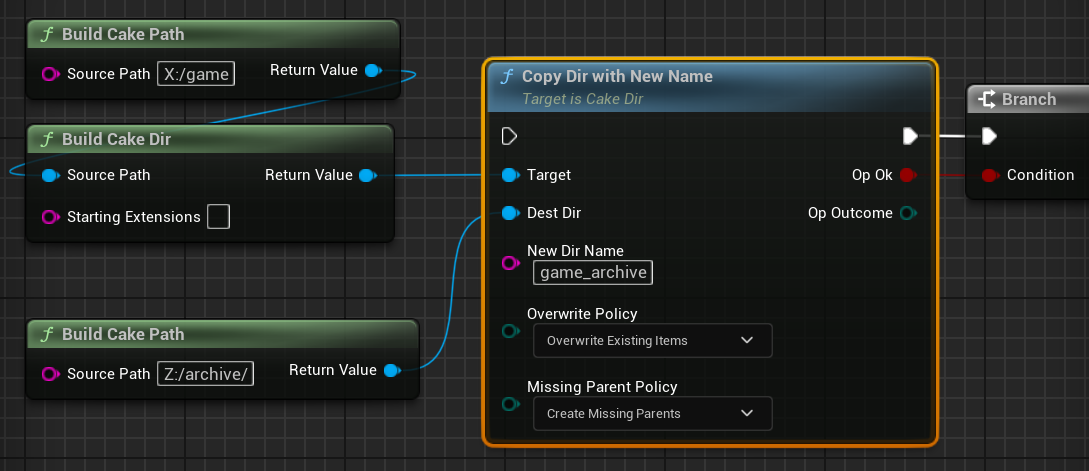 f Build Cake Path
Source Path X:/game Return Value
f Build Cake Dir
Source Path Return Value
Starting Extensions
f Build Cake Path
Source Path Z:/archive/ Return Value
f Copy Dir with New Name
Target is Cake Dir
Target Op Ok
Dest Dir Op Outcome
New Dir Name
game_archive
Overwrite Policy
Overwrite Existing Items
Missing Parent Policy
Create Missing Parents
Branch
Condition